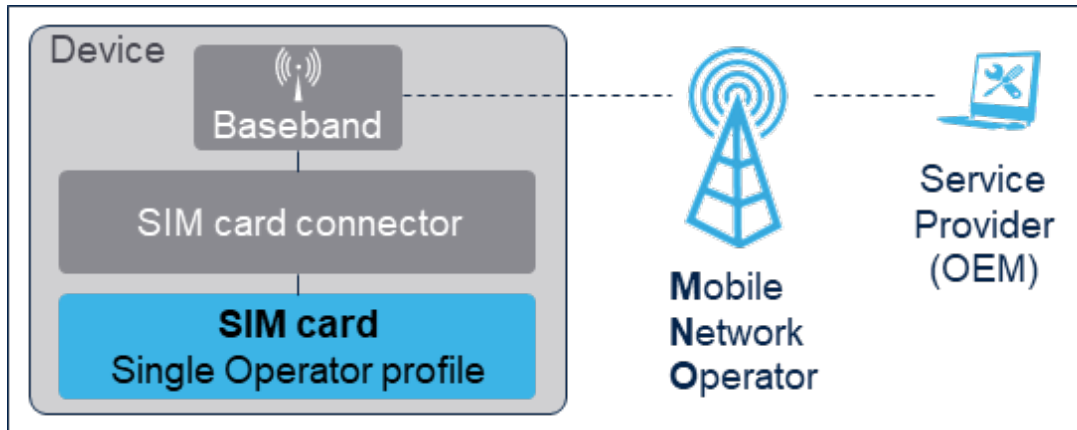 Device
Baseband
SIM card connector
SIM card
Single Operator profile
Mobile
Network
Operator
Service
Provider
(OEM)